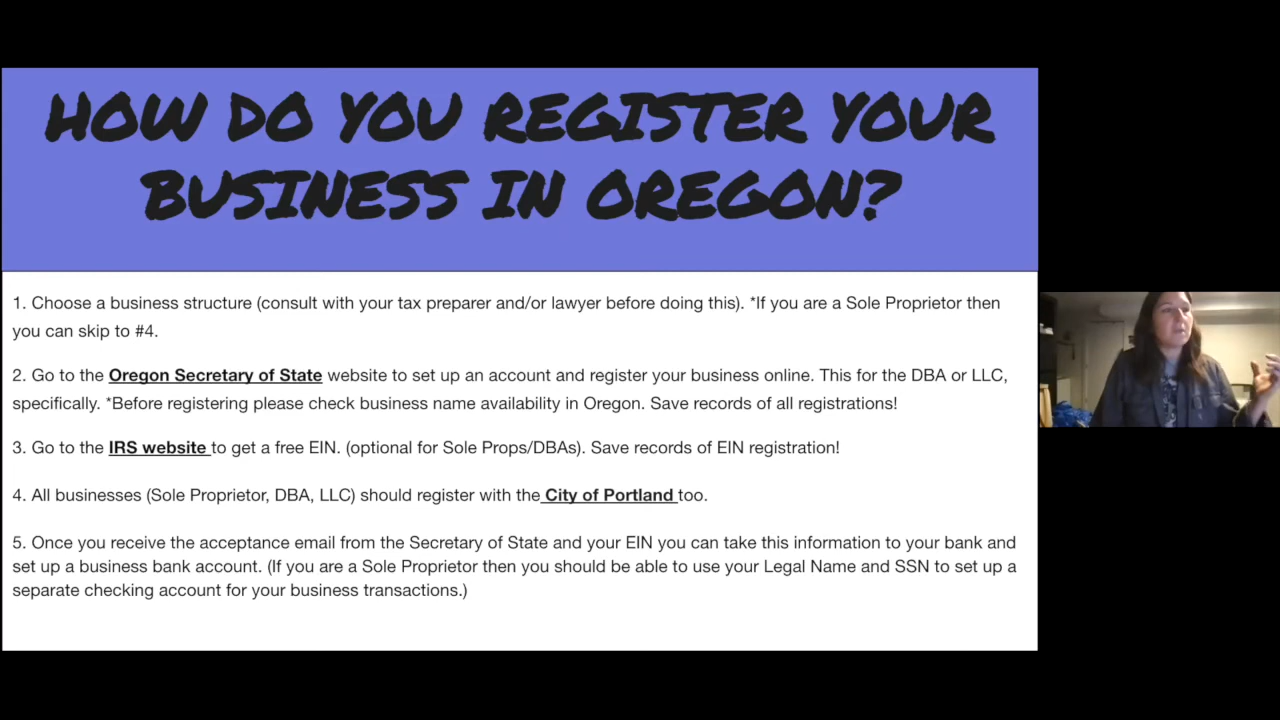 HOW DO YOU REGISTER YOUR
BUSINESS IN OREGON?
1. Choose a business structure (consult with your tax preparer and/or lawyer before doing this). *If you are a Sole Proprietor then
you can skip to #4.
2. Go to the Oregon Secretary of State website to set up an account and register your business online. This for the DBA or LLC,
specifically. *Before registering please check business name availability in Oregon. Save records of all registrations!
3. Go to the IRS website to get a free EIN. (optional for Sole Props/DBAs). Save records of EIN registration!
4. All businesses (Sole Proprietor, DBA, LLC) should register with the City of Portland too.
5. Once you receive the acceptance email from the Secretary of State and your EIN you can take this information to your bank and
set up a business bank account. (If you are a Sole Proprietor then you should be able to use your Legal Name and SSN to set up a
separate checking account for your business transactions.)